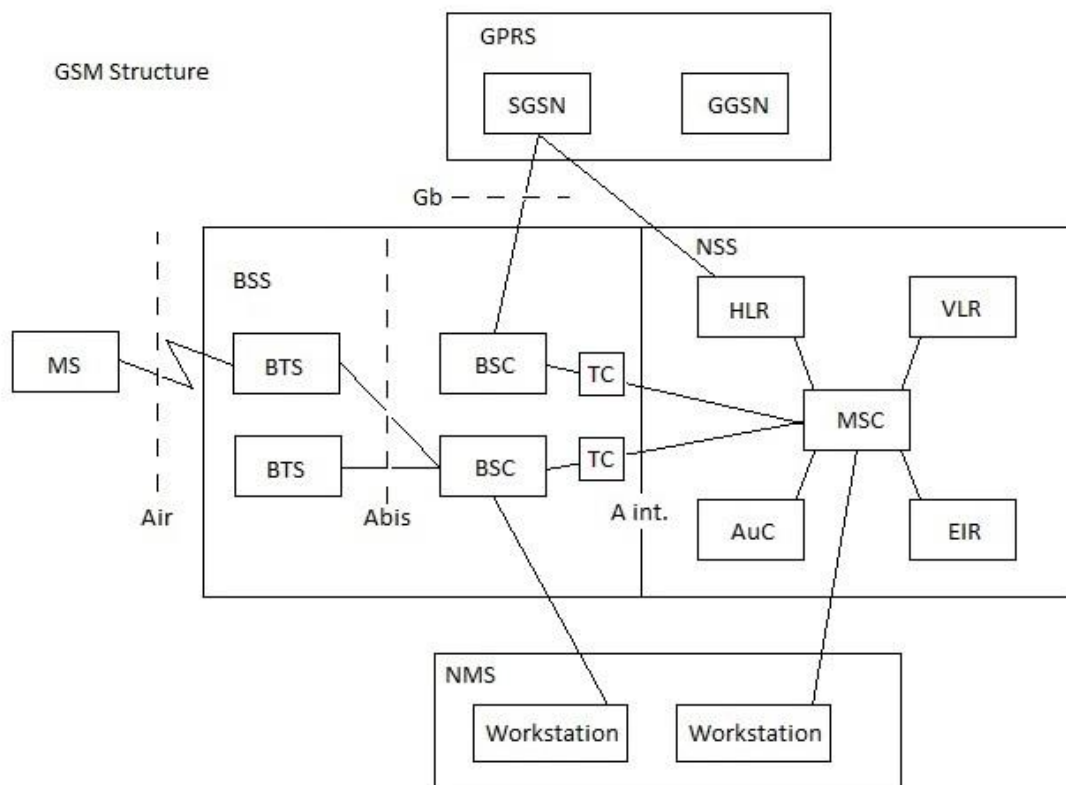 GPRS
GSM Structure
SGSN
GGSN
Gb
NSS
BSS
HLR
VLR
MS
BTS
BSC
TC
MSC
BTS
BSC
TC
Air
Abis
A int.
AuC
EIR
NMS
Workstation
Workstation